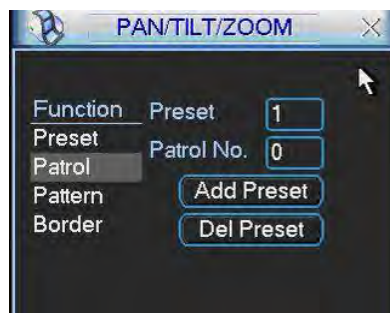 PAN/TILT/ZOOM
Function
Preset
Patrol
Pattern
Border
Preset 1
Patrol No. 0
Add Preset
Del Preset